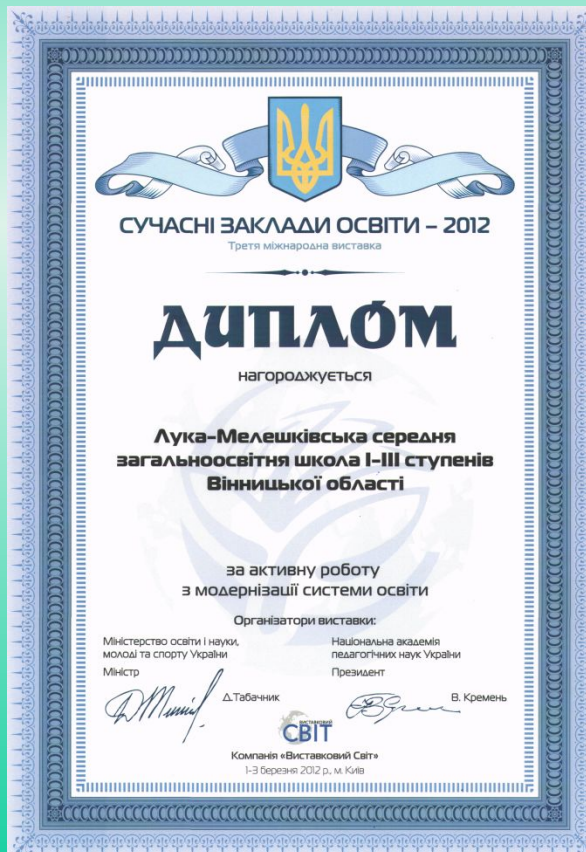 СУЧАСНІ ЗАКЛАДИ ОСВІТИ – 2012
Третя міжнародна виставка
ДИПЛОМ
нагороджується
Лука-Мелешківська середня
загальноосвітня школа І-ІІІ ступенів
Вінницької області
за активну роботу
з модернізації системи освіти
Організатори виставки:
Міністерство освіти і науки,
молоді та спорту України
Міністр
Д.Табачник
Національна академія
педагогічних наук України
Президент
В. Кремень
ВИСТАВКОВИЙ
СВІТ
Компанія «Виставковий Світ»
1-3 березня 2012 р., м. Київ